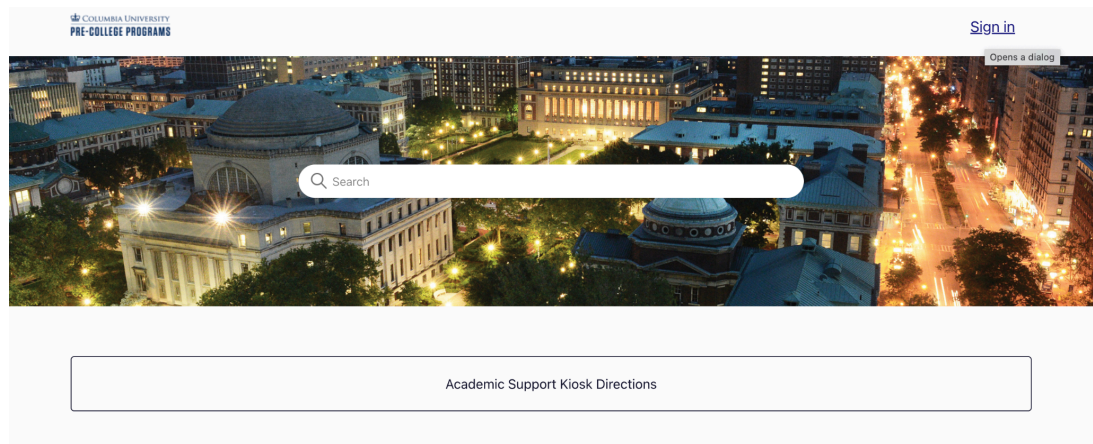 COLUMBIA UNIVERSITY
PRE-COLLEGE PROGRAMS
Sign in
Opens a dialog
Search
Academic Support Kiosk Directions